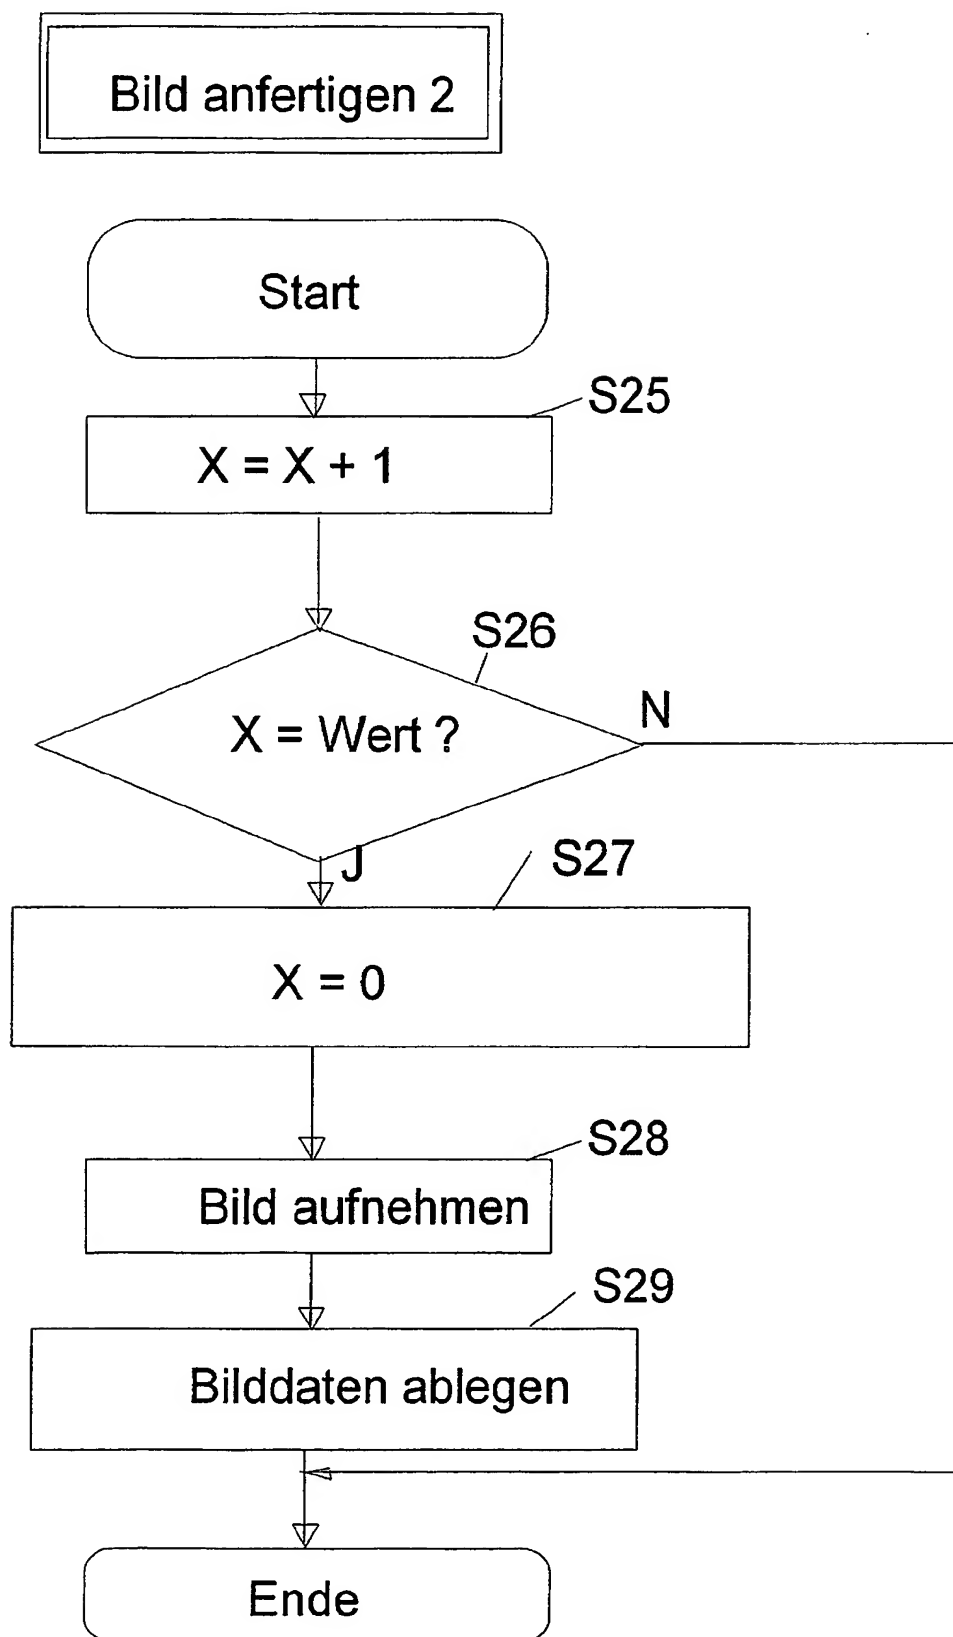 Bild anfertigen 2
Start
S25
X = X + 1
S26
X = Wert ?
N
J
S27
X = 0
S28
Bild aufnehmen
S29
Bilddaten ablegen
Ende